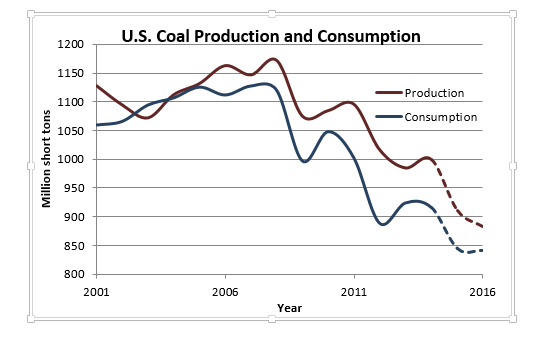 U.S. Coal Production and Consumption
1200
1150
1100
1050
1000
950
900
850
800
Million short tons
Production
Consumption
2001
2006
2011
2016
Year